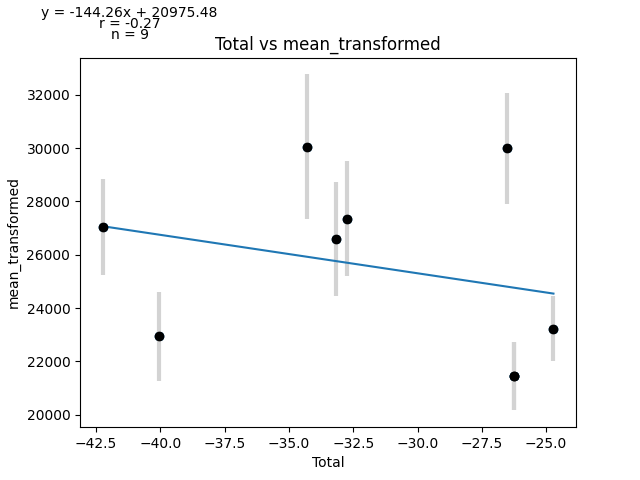 y = -144.26x + 20975.48
r = -0.27
n = 9
Total vs mean_transformed
32000
30000
28000
26000
24000
22000
20000
mean_transformed
−42.5 −40.0 −37.5 −35.0 −32.5 −30.0 −27.5 −25.0
Total